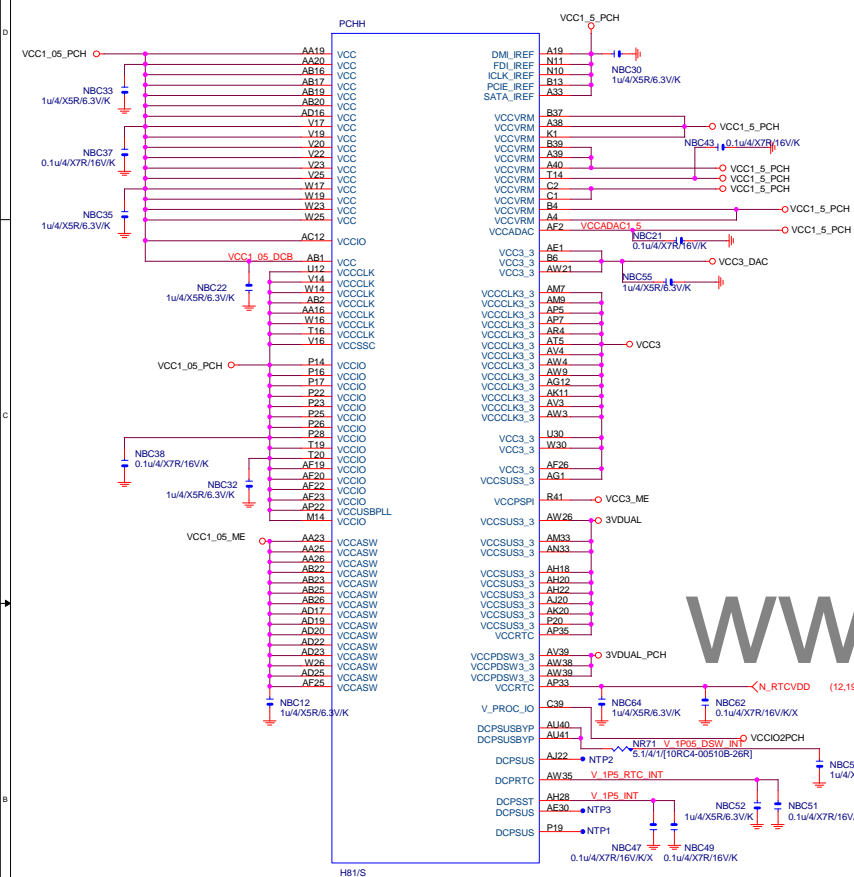 D
C
B
PCHH
VCC1_05_PCH
AA19 VCC
AA20 VCC
AB16 VCC
AB17 VCC
AB19 VCC
AB20 VCC
AD16 VCC
V17 VCC
V19 VCC
V20 VCC
V22 VCC
V23 VCC
V25 VCC
W17 VCC
W19 VCC
W23 VCC
W25 VCC
NBC33
1u/4/X5R/6.3V/K
NBC37
0.1u/4/X7R/16V/K
NBC35
1u/4/X5R/6.3V/K
AC12 VCCIO
VCC1_05_DCB
AB1 VCC
U12 VCCCLK
V14 VCCCLK
W14 VCCCLK
AB2 VCCCLK
AA16 VCCCLK
W16 VCCCLK
T16 VCCCLK
V16 VCCSSC
NBC22
1u/4/X5R/6.3V/K
VCC1_05_PCH
P14 VCCIO
P16 VCCIO
P17 VCCIO
P22 VCCIO
P23 VCCIO
P25 VCCIO
P26 VCCIO
P28 VCCIO
T19 VCCIO
T20 VCCIO
AF19 VCCIO
AF20 VCCIO
AF22 VCCIO
AF23 VCCIO
AP22 VCCUSBPLL
M14 VCCIO
NBC38
0.1u/4/X7R/16V/K
NBC32
1u/4/X5R/6.3V/K
VCC1_05_ME
AA23 VCCASW
AA25 VCCASW
AA26 VCCASW
AB22 VCCASW
AB23 VCCASW
AB25 VCCASW
AB26 VCCASW
AD17 VCCASW
AD19 VCCASW
AD20 VCCASW
AD22 VCCASW
AD23 VCCASW
W26 VCCASW
AD25 VCCASW
AF25 VCCASW
NBC12
1u/4/X5R/6.3V/K
VCC1_5_PCH
DMI_IREF A19
FDI_IREF N11
ICLK_IREF N10
PCIE_IREF B13
SATA_IREF A33
NBC30
1u/4/X5R/6.3V/K
VCCVRM B37
VCCVRM A38
VCCVRM K1
VCCVRM B39
VCCVRM A39
VCCVRM A40
VCCVRM T14
VCCVRM C2
VCCVRM C1
VCCVRM B4
VCCVRM A4
VCCADAC AF2
VCC1_5_PCH
NBC43 0.1u/4/X7R/16V/K
VCC1_5_PCH
VCC1_5_PCH
VCC1_5_PCH
VCC1_5_PCH
VCCADAC1_5
VCC1_5_PCH
NBC21
0.1u/4/X7R/16V/K
VCC3_3 AE1
VCC3_3 B6
VCC3_3 AW21
VCC3_DAC
NBC55
1u/4/X5R/6.3V/K
VCCCLK3_3 AM7
VCCCLK3_3 AM9
VCCCLK3_3 AP5
VCCCLK3_3 AP7
VCCCLK3_3 AR4
VCCCLK3_3 AT5
VCCCLK3_3 AV4
VCCCLK3_3 AW4
VCCCLK3_3 AW9
VCCCLK3_3 AG12
VCCCLK3_3 AK11
VCCCLK3_3 AV3
VCCCLK3_3 AW3
VCC3
VCC3_3 U30
VCC3_3 W30
VCC3_3 AF26
VCCSUS3_3 AG1
VCCPSPI R41 VCC3_ME
VCCSUS3_3 AW26 3VDUAL
VCCSUS3_3 AM33
VCCSUS3_3 AN33
VCCSUS3_3 AH18
VCCSUS3_3 AH20
VCCSUS3_3 AH22
VCCSUS3_3 AJ20
VCCSUS3_3 AK20
VCCSUS3_3 P20
VCCRTC AP35
VCCPDSW3_3 AV39 3VDUAL_PCH
VCCPDSW3_3 AW38
VCCPDSW3_3 AW39
VCCRTC AP33 N_RTCVDD (12,19
NBC64
1u/4/X5R/6.3V/K
NBC62
0.1u/4/X7R/16V/K/X
V_PROC_IO C39
VCCIO2PCH
DCPSUSBYP AU40
DCPSUSBYP AU41
NR71 V_1P05_DSW_INT
5.1/4/1/[10RC4-00510B-26R]
NBC5
1u/4/X
DCPSUS AJ22 NTP2
DCPRTC AW35 V_1P5_RTC_INT
NBC52
1u/4/X5R/6.3V/K
NBC51
0.1u/4/X7R/16V/
DCPSST AH28 V_1P5_INT
DCPSUS AE30 NTP3
DCPSUS P19 NTP1
NBC47
0.1u/4/X7R/16V/K/X
NBC49
0.1u/4/X7R/16V/K
H81/S
WW